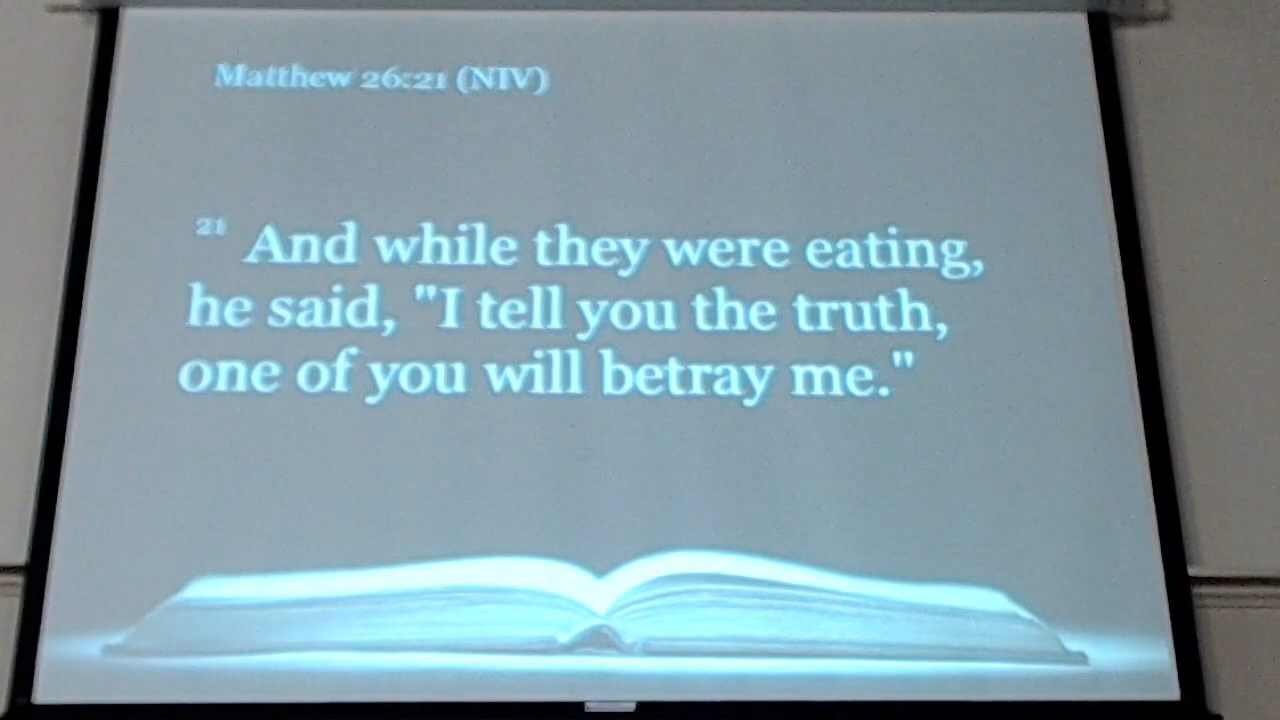 Matthew 26:21 (NIV)
21 And while they were eating,
he said, "I tell you the truth,
one of you will betray me."